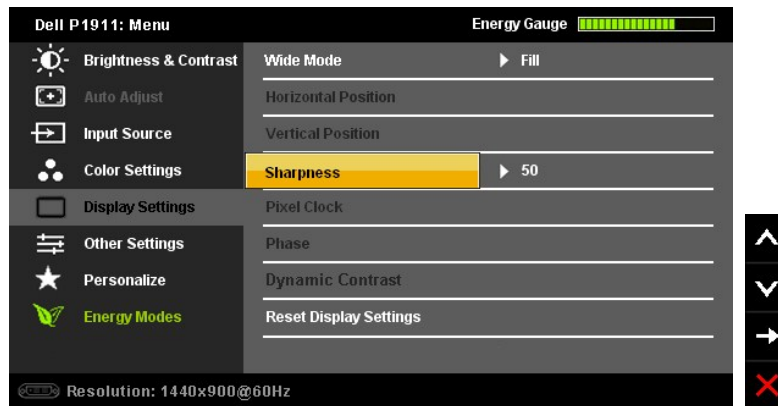 Dell P1911: Menu Energy Gauge
Brightness & Contrast Wide Mode Fill
Auto Adjust Horizontal Position
Input Source Vertical Position
Color Settings Sharpness 50
Display Settings Pixel Clock
Other Settings Phase
Personalize Dynamic Contrast
Energy Modes Reset Display Settings
Resolution: 1440x900@60Hz